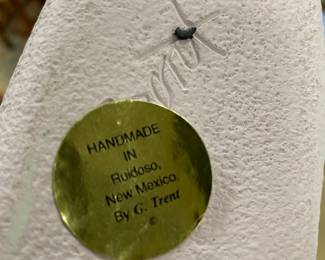 HANDMADE
IN
Ruidoso,
New Mexico
By G. Trent
©